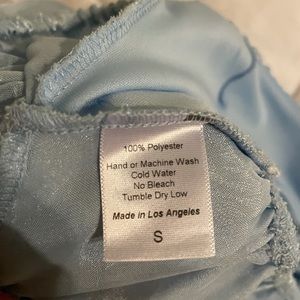 100% Polyester
Hand or Machine Wash
Cold Water
No Bleach
Tumble Dry Low
Made in Los Angeles
S